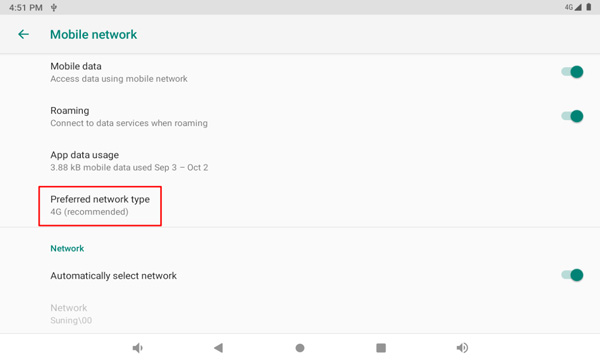 4:51 PM
4G
Mobile network
Mobile data
Access data using mobile network
Roaming
Connect to data services when roaming
App data usage
3.88 kB mobile data used Sep 3 – Oct 2
Preferred network type
4G (recommended)
Network
Automatically select network
Network
Suning\00